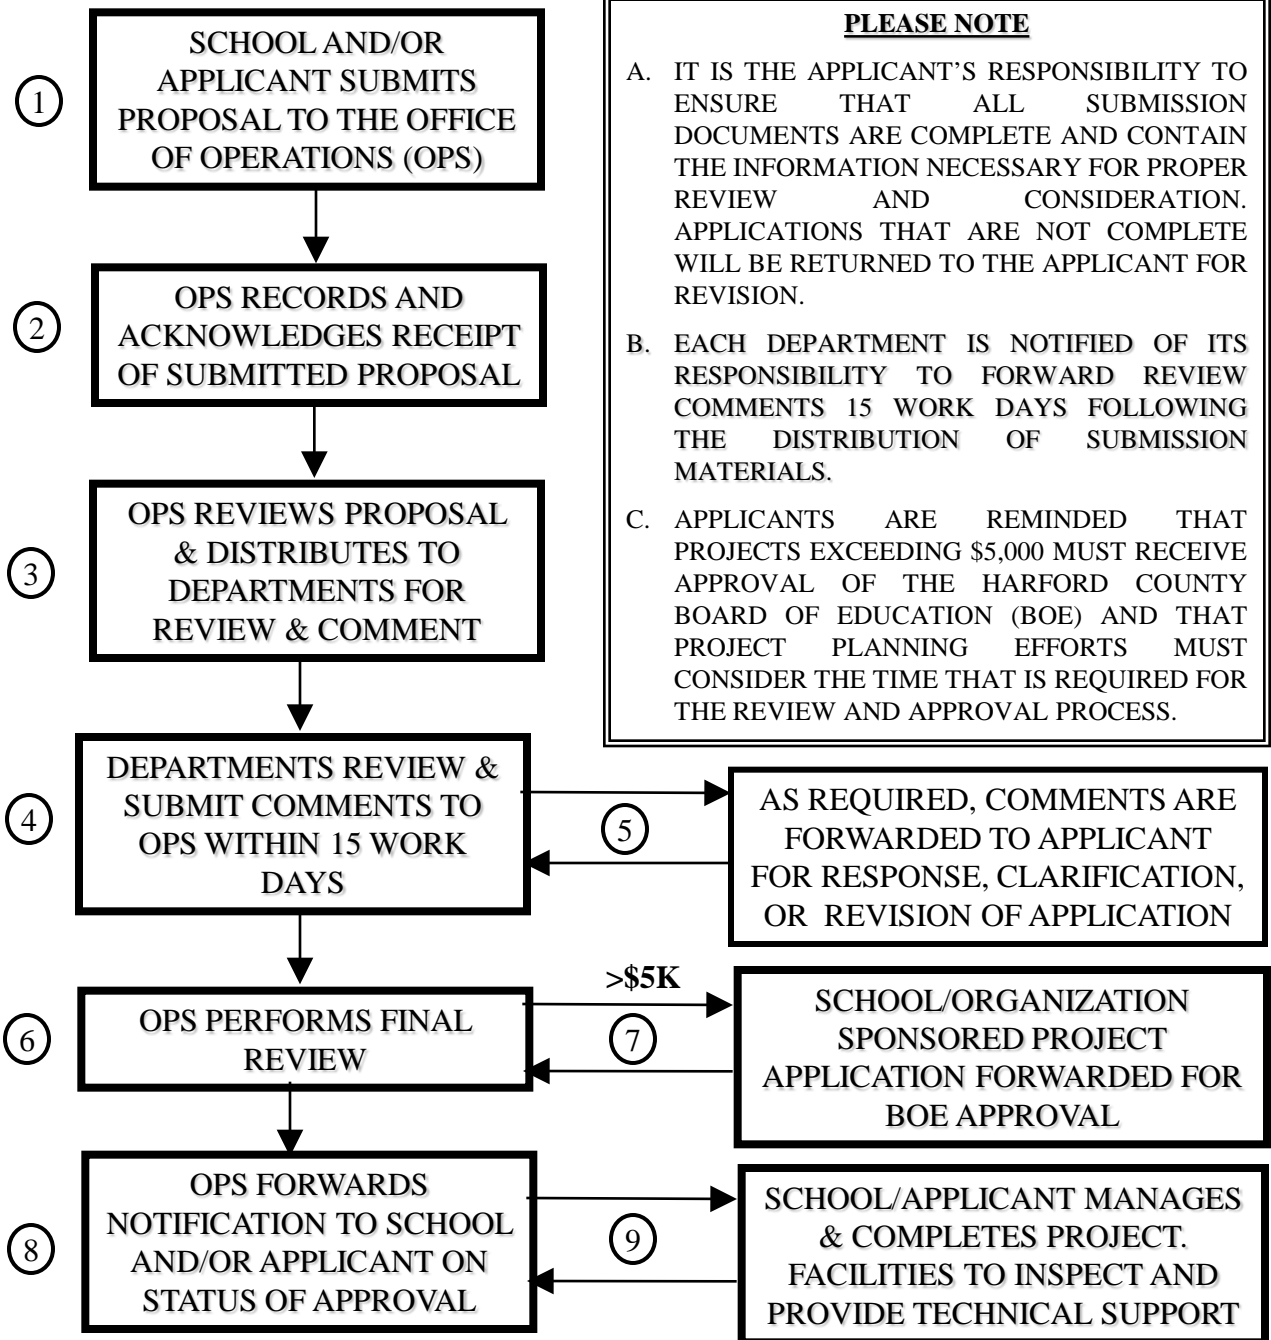 1
SCHOOL AND/OR
APPLICANT SUBMITS
PROPOSAL TO THE OFFICE
OF OPERATIONS (OPS)
2
OPS RECORDS AND
ACKNOWLEDGES RECEIPT
OF SUBMITTED PROPOSAL
3
OPS REVIEWS PROPOSAL
& DISTRIBUTES TO
DEPARTMENTS FOR
REVIEW & COMMENT
PLEASE NOTE
A. IT IS THE APPLICANT’S RESPONSIBILITY TO
ENSURE THAT ALL SUBMISSION
DOCUMENTS ARE COMPLETE AND CONTAIN
THE INFORMATION NECESSARY FOR PROPER
REVIEW AND CONSIDERATION.
APPLICATIONS THAT ARE NOT COMPLETE
WILL BE RETURNED TO THE APPLICANT FOR
REVISION.
B. EACH DEPARTMENT IS NOTIFIED OF ITS
RESPONSIBILITY TO FORWARD REVIEW
COMMENTS 15 WORK DAYS FOLLOWING
THE DISTRIBUTION OF SUBMISSION
MATERIALS.
C. APPLICANTS ARE REMINDED THAT
PROJECTS EXCEEDING $5,000 MUST RECEIVE
APPROVAL OF THE HARFORD COUNTY
BOARD OF EDUCATION (BOE) AND THAT
PROJECT PLANNING EFFORTS MUST
CONSIDER THE TIME THAT IS REQUIRED FOR
THE REVIEW AND APPROVAL PROCESS.
4
DEPARTMENTS REVIEW &
SUBMIT COMMENTS TO
OPS WITHIN 15 WORK
DAYS
5
AS REQUIRED, COMMENTS ARE
FORWARDED TO APPLICANT
FOR RESPONSE, CLARIFICATION,
OR REVISION OF APPLICATION
6
OPS PERFORMS FINAL
REVIEW
>$5K
7
SCHOOL/ORGANIZATION
SPONSORED PROJECT
APPLICATION FORWARDED FOR
BOE APPROVAL
8
OPS FORWARDS
NOTIFICATION TO SCHOOL
AND/OR APPLICANT ON
STATUS OF APPROVAL
9
SCHOOL/APPLICANT MANAGES
& COMPLETES PROJECT.
FACILITIES TO INSPECT AND
PROVIDE TECHNICAL SUPPORT